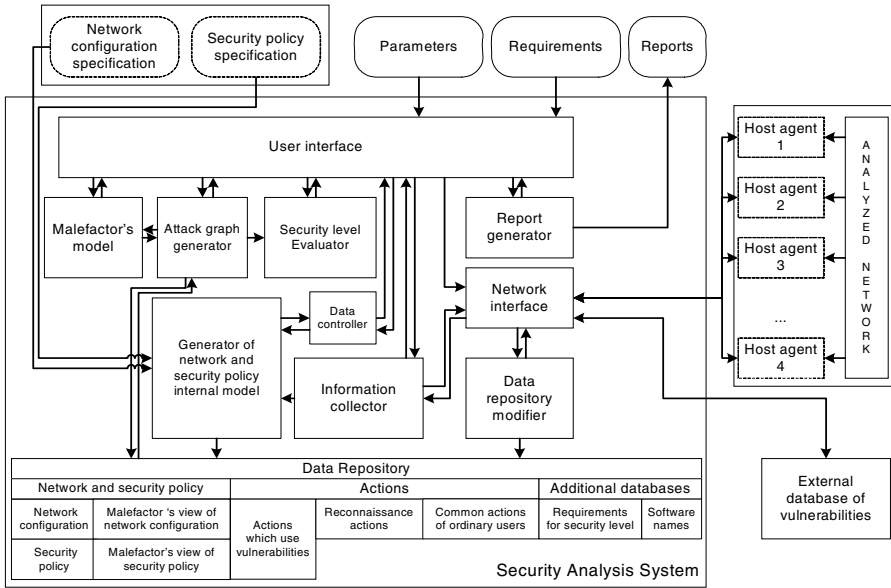 Network
configuration
specification
Security policy
specification
Parameters
Requirements
Reports
User interface
Malefactor's
model
Attack graph
generator
Security level
Evaluator
Report
generator
Network
interface
Data
controller
Generator of
network and
security policy
internal model
Information
collector
Data
repository
modifier
Host agent
1
Host agent
2
Host agent
3
...
Host agent
4
ANALYZED NETWORK
External
database of
vulnerabilities
Data Repository
Network and security policy
Actions
Additional databases
Network
configuration
Malefactor 's view of
network configuration
Security
policy
Malefactor's view of
security policy
Actions
which use
vulnerabilities
Reconnaissance
actions
Common actions
of ordinary users
Requirements
for security level
Software
names
Security Analysis System